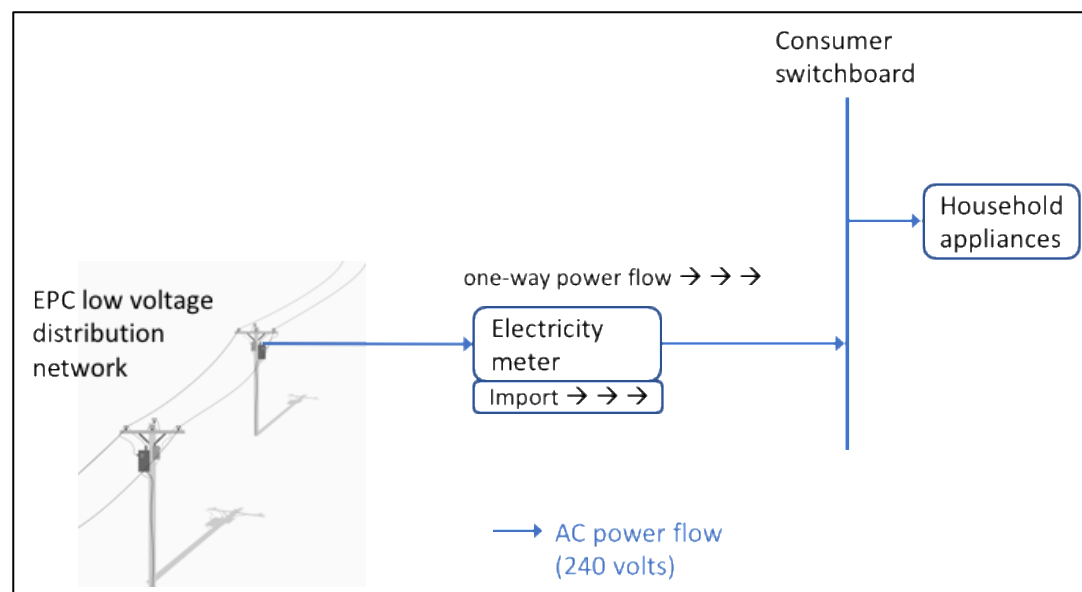 Consumer
switchboard
Household
appliances
EPC low voltage
distribution
network
one-way power flow → → →
Electricity
meter
Import → → →
AC power flow
(240 volts)